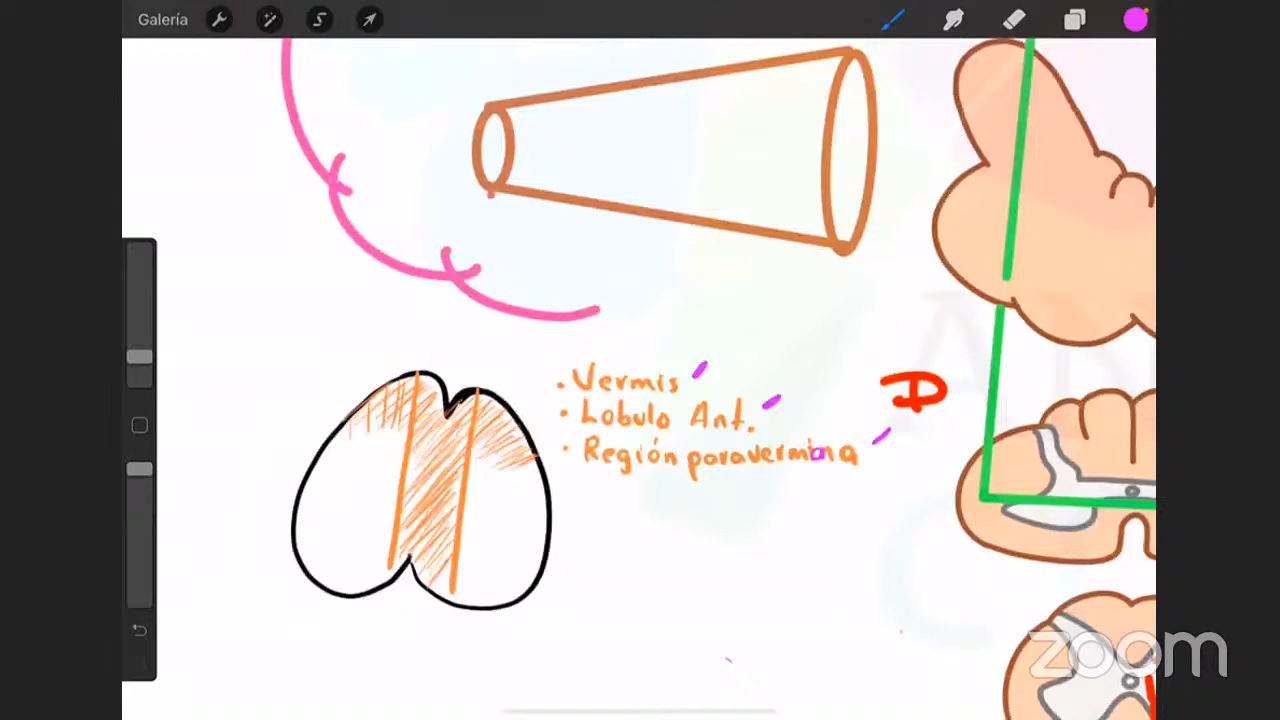 Galería
. Vermis
. Lobulo Ant.
. Región paravermina
D
zoom